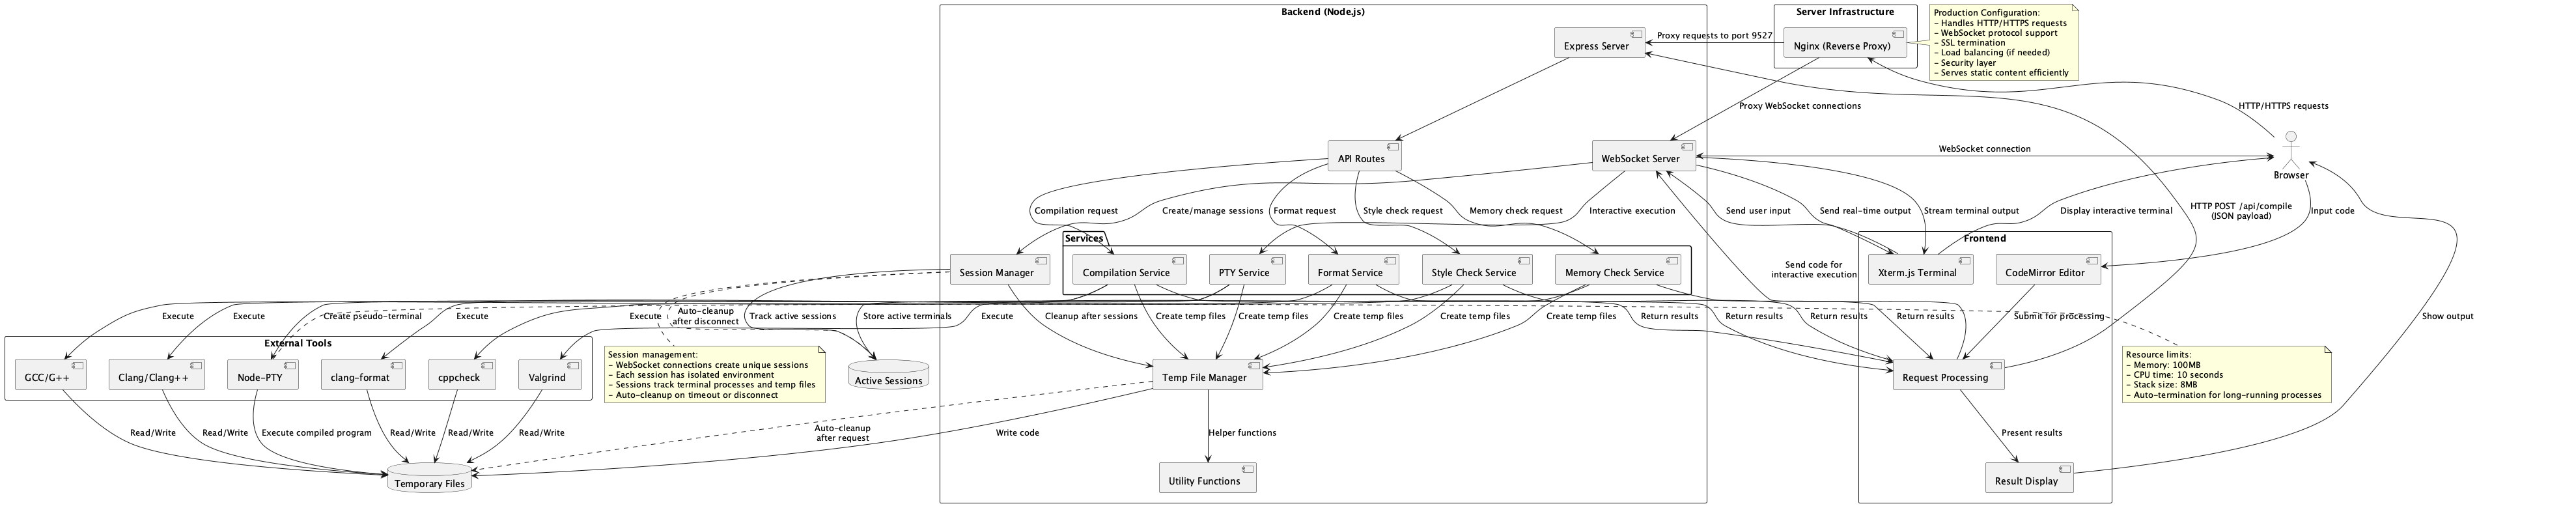 Backend (Node.js)
Server Infrastructure
Production Configuration:
- Handles HTTP/HTTPS requests
- WebSocket protocol support
- SSL termination
- Load balancing (if needed)
- Security layer
- Serves static content efficiently
Express Server
Proxy requests to port 9527
Nginx (Reverse Proxy)
Proxy WebSocket connections
HTTP/HTTPS requests
API Routes
WebSocket Server
WebSocket connection
Browser
Compilation request
Create/manage sessions
Format request
Style check request
Memory check request
Interactive execution
Send user input
Send real-time output
Stream terminal output
Display interactive terminal
HTTP POST /api/compile
(JSON payload)
Input code
Services
Frontend
Session Manager
Compilation Service
PTY Service
Format Service
Style Check Service
Memory Check Service
Send code for
interactive execution
Xterm.js Terminal
CodeMirror Editor
Execute
Execute
Create pseudo-terminal
Execute
Execute
Auto-cleanup
after disconnect
Track active sessions
Store active terminals
Execute
Cleanup after sessions
Create temp files
Create temp files
Create temp files
Create temp files
Create temp files
Return results
Return results
Return results
Return results
Submit for processing
Show output
External Tools
GCC/G++
Clang/Clang++
Node-PTY
clang-format
cppcheck
Valgrind
Session management:
- WebSocket connections create unique sessions
- Each session has isolated environment
- Sessions track terminal processes and temp files
- Auto-cleanup on timeout or disconnect
Active Sessions
Temp File Manager
Request Processing
Resource limits:
- Memory: 100MB
- CPU time: 10 seconds
- Stack size: 8MB
- Auto-termination for long-running processes
Read/Write
Read/Write
Execute compiled program
Read/Write
Read/Write
Read/Write
Auto-cleanup
after request
Write code
Helper functions
Present results
Temporary Files
Utility Functions
Result Display